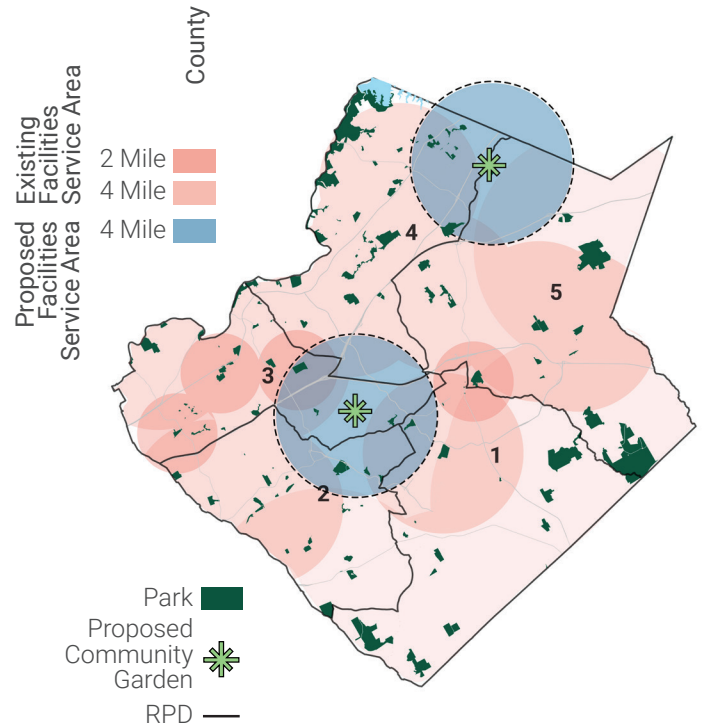 County
Existing
Facilities
Service Area
2 Mile
4 Mile
Proposed
Facilities
Service Area
4 Mile
4
5
3
1
2
Park
Proposed
Community
Garden
RPD